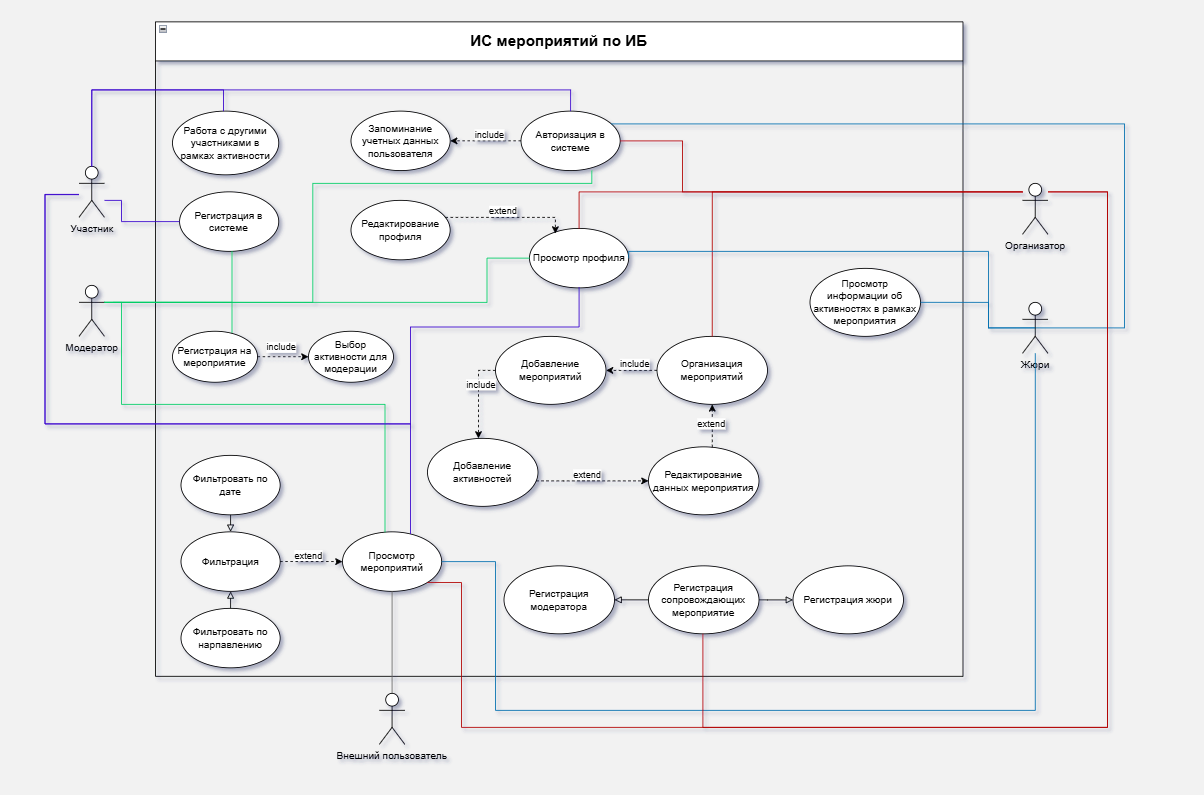 ИС мероприятий по ИБ
Работа с другими
участниками в
рамках активности
Запоминание
учетных данных
пользователя
include
Авторизация в
системе
Участник
Регистрация в
системе
Редактирование
профиля
extend
Просмотр профиля
Организатор
Модератор
Просмотр
информации об
активностях в рамках
мероприятия
Жюри
Регистрация на
мероприятие
include
Выбор
активности для
модерации
Добавление
мероприятий
include
Организация
мероприятий
include
extend
Добавление
активностей
extend
Редактирование
данных мероприятия
Фильтровать по
дате
Фильтрация
extend
Просмотр
мероприятий
Фильтровать по
нарпавлению
Регистрация
модератора
Регистрация
сопровождающих
мероприятие
Регистрация жюри
Внешний пользователь